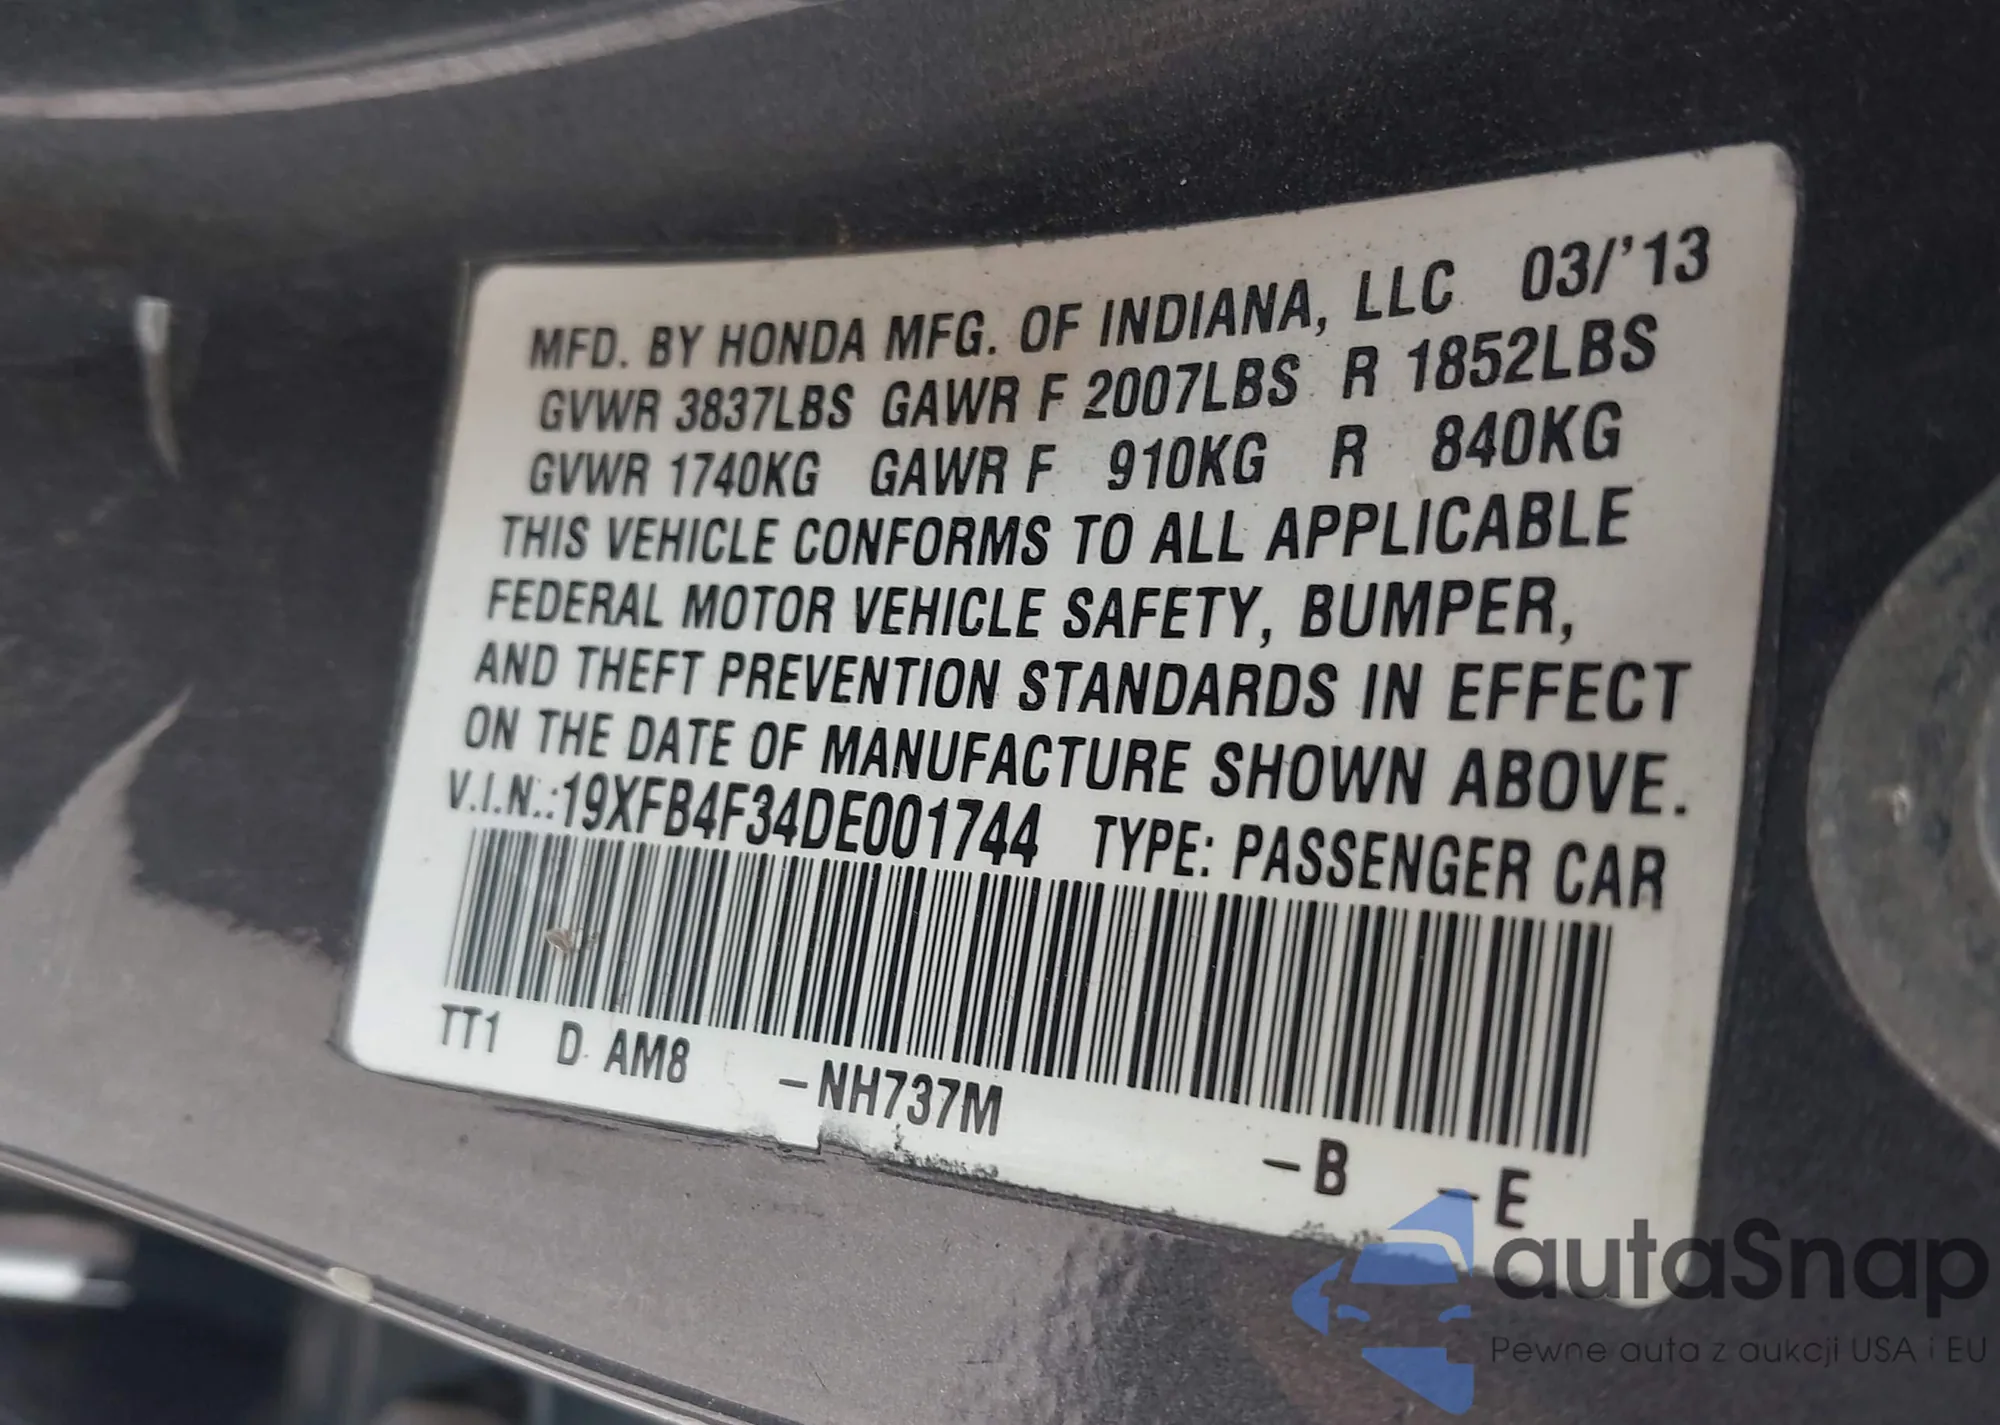 MFD. BY HONDA MFG. OF INDIANA, LLC 03/'13
GVWR 3837LBS GAWR F 2007LBS R 1852LBS
GVWR 1740KG GAWR F 910KG R 840KG
THIS VEHICLE CONFORMS TO ALL APPLICABLE
FEDERAL MOTOR VEHICLE SAFETY, BUMPER,
AND THEFT PREVENTION STANDARDS IN EFFECT
ON THE DATE OF MANUFACTURE SHOWN ABOVE.
V.I.N.:19XFB4F34DE001744 TYPE: PASSENGER CAR
TT1 D AM8 -NH737M -B -E
autaSnap
Pewne auta z aukcji USA i EU